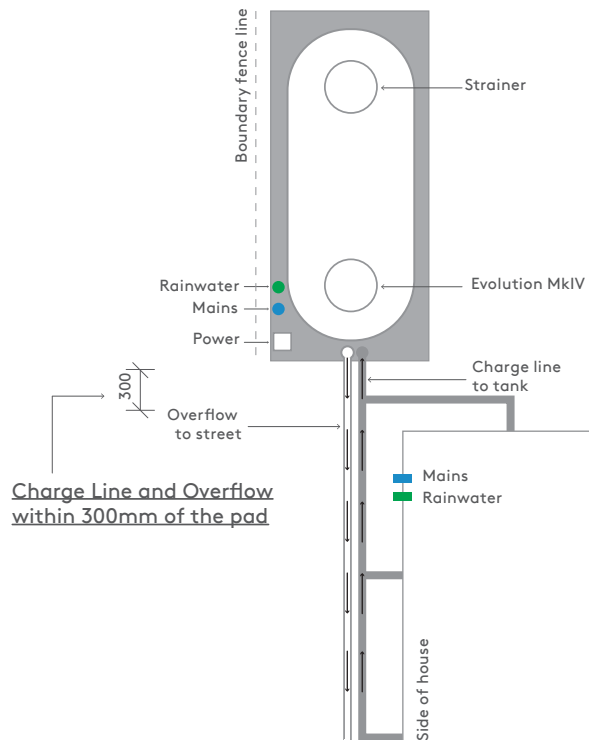 Boundary fence line
Strainer
Rainwater
Mains
Power
Evolution MkIV
300
Charge line
to tank
Overflow
to street
Charge Line and Overflow
within 300mm of the pad
Mains
Rainwater
Side of house